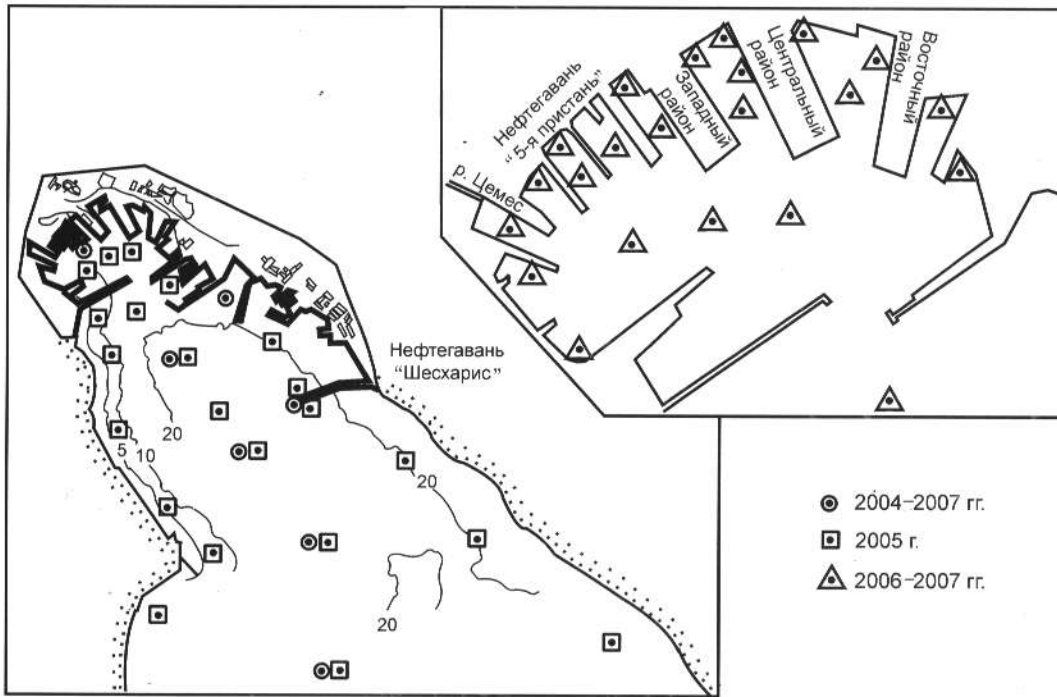 р. Цемес
Нефтегавань
"5-я пристань"
Западный
район
Центральный
район
Восточный
район
Нефтегавань
"Шесхарис"
20
5
10
20
20
2004–2007 гг.
2005 г.
2006–2007 гг.